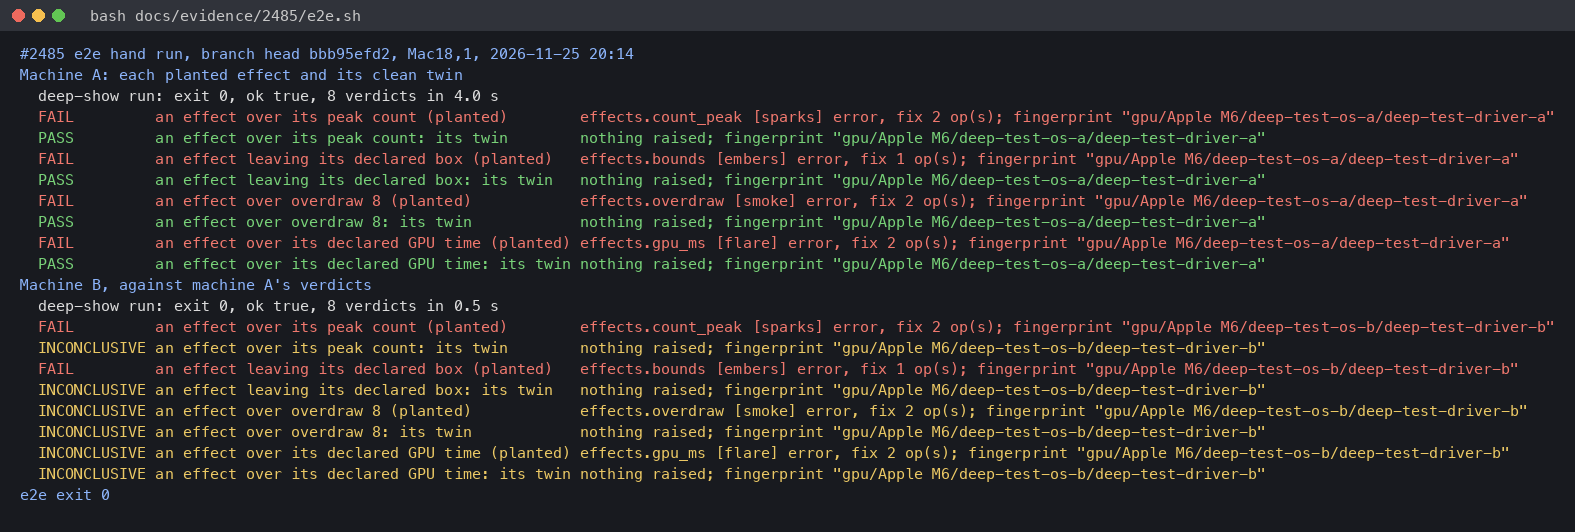 bash docs/evidence/2485/e2e.sh
#2485 e2e hand run, branch head bbb95efd2, Mac18,1, 2026-11-25 20:14
Machine A: each planted effect and its clean twin
deep-show run: exit 0, ok true, 8 verdicts in 4.0 s
FAIL an effect over its peak count (planted) effects.count_peak [sparks] error, fix 2 op(s); fingerprint "gpu/Apple M6/deep-test-os-a/deep-test-driver-a"
PASS an effect over its peak count: its twin nothing raised; fingerprint "gpu/Apple M6/deep-test-os-a/deep-test-driver-a"
FAIL an effect leaving its declared box (planted) effects.bounds [embers] error, fix 1 op(s); fingerprint "gpu/Apple M6/deep-test-os-a/deep-test-driver-a"
PASS an effect leaving its declared box: its twin nothing raised; fingerprint "gpu/Apple M6/deep-test-os-a/deep-test-driver-a"
FAIL an effect over overdraw 8 (planted) effects.overdraw [smoke] error, fix 2 op(s); fingerprint "gpu/Apple M6/deep-test-os-a/deep-test-driver-a"
PASS an effect over overdraw 8: its twin nothing raised; fingerprint "gpu/Apple M6/deep-test-os-a/deep-test-driver-a"
FAIL an effect over its declared GPU time (planted) effects.gpu_ms [flare] error, fix 2 op(s); fingerprint "gpu/Apple M6/deep-test-os-a/deep-test-driver-a"
PASS an effect over its declared GPU time: its twin nothing raised; fingerprint "gpu/Apple M6/deep-test-os-a/deep-test-driver-a"
Machine B, against machine A's verdicts
deep-show run: exit 0, ok true, 8 verdicts in 0.5 s
FAIL an effect over its peak count (planted) effects.count_peak [sparks] error, fix 2 op(s); fingerprint "gpu/Apple M6/deep-test-os-b/deep-test-driver-b"
INCONCLUSIVE an effect over its peak count: its twin nothing raised; fingerprint "gpu/Apple M6/deep-test-os-b/deep-test-driver-b"
FAIL an effect leaving its declared box (planted) effects.bounds [embers] error, fix 1 op(s); fingerprint "gpu/Apple M6/deep-test-os-b/deep-test-driver-b"
INCONCLUSIVE an effect leaving its declared box: its twin nothing raised; fingerprint "gpu/Apple M6/deep-test-os-b/deep-test-driver-b"
INCONCLUSIVE an effect over overdraw 8 (planted) effects.overdraw [smoke] error, fix 2 op(s); fingerprint "gpu/Apple M6/deep-test-os-b/deep-test-driver-b"
INCONCLUSIVE an effect over overdraw 8: its twin nothing raised; fingerprint "gpu/Apple M6/deep-test-os-b/deep-test-driver-b"
INCONCLUSIVE an effect over its declared GPU time (planted) effects.gpu_ms [flare] error, fix 2 op(s); fingerprint "gpu/Apple M6/deep-test-os-b/deep-test-driver-b"
INCONCLUSIVE an effect over its declared GPU time: its twin nothing raised; fingerprint "gpu/Apple M6/deep-test-os-b/deep-test-driver-b"
e2e exit 0